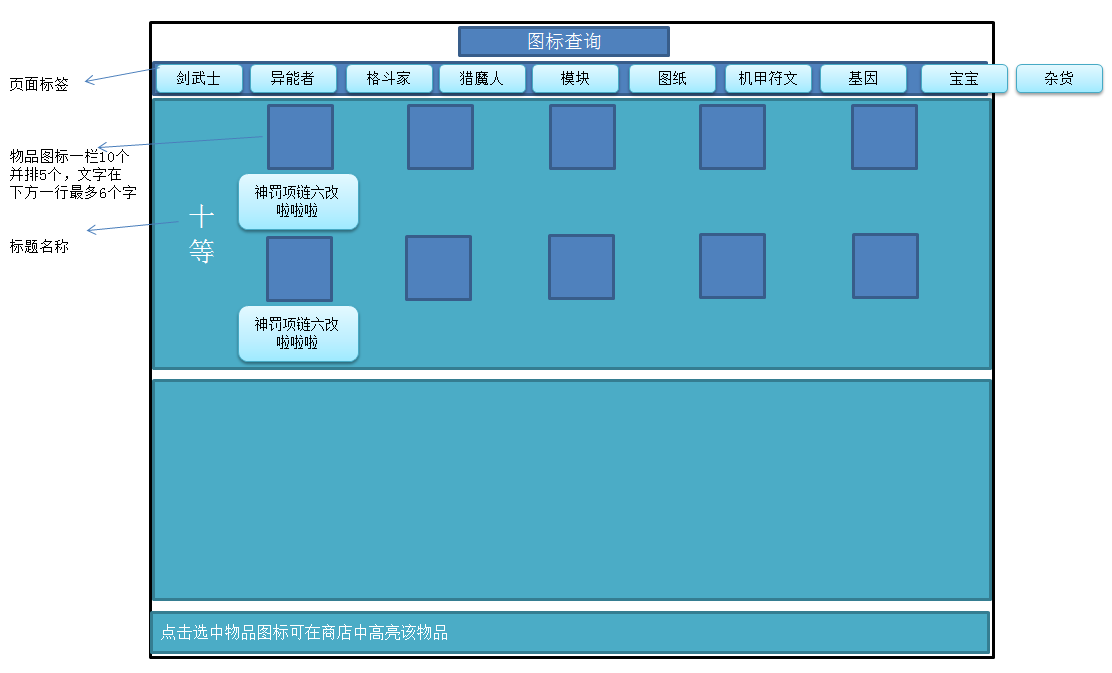 图标查询
剑武士 异能者 格斗家 猎魔人 模块 图纸 机甲符文 基因 宝宝 杂货
页面标签
物品图标一栏10个
并排5个，文字在
下方一行最多6个字
标题名称
十
等
神罚项链六改
啦啦啦
神罚项链六改
啦啦啦
点击选中物品图标可在商店中高亮该物品